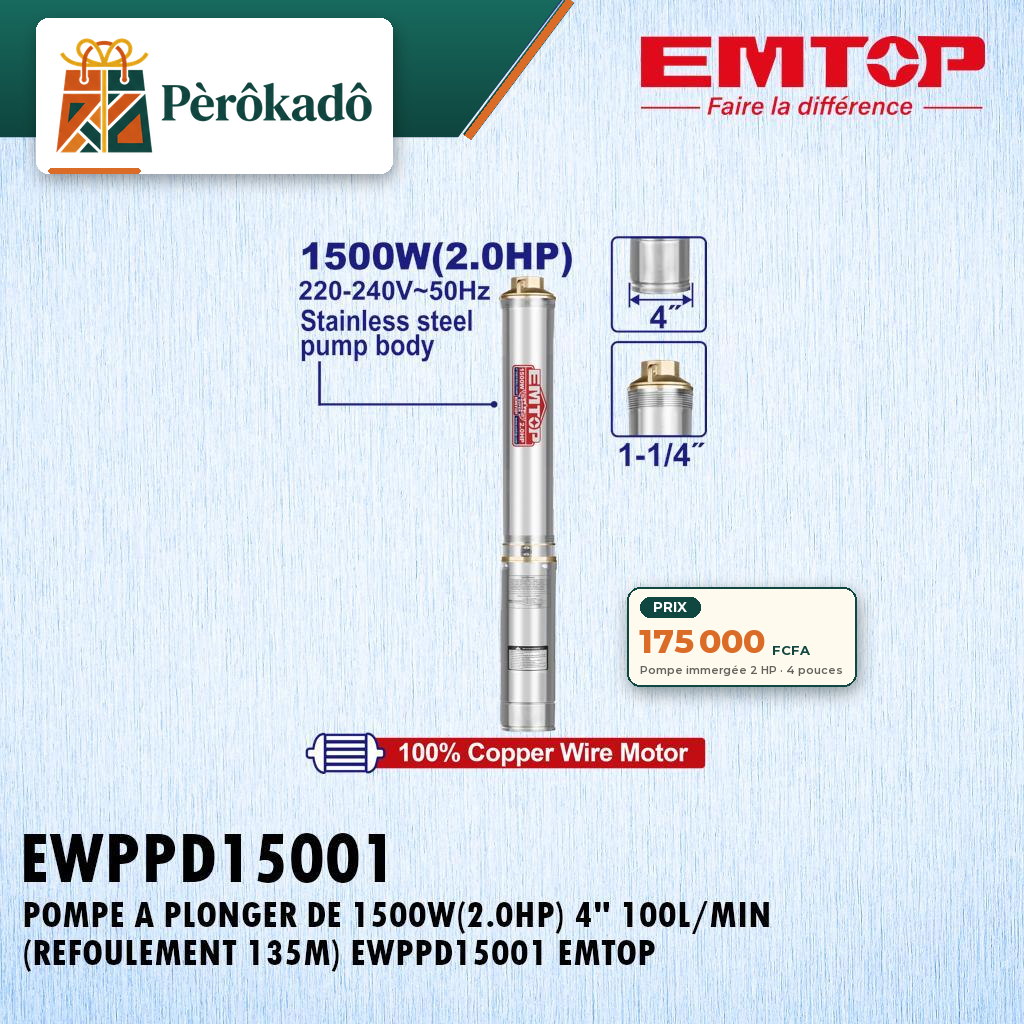 Pèrôkadô
EMTOP
Faire la différence
1500W(2.0HP)
220-240V~50Hz
Stainless steel
pump body
4″
1-1/4″
EMTOP
PRIX
175 000 FCFA
Pompe immergée 2 HP · 4 pouces
100% Copper Wire Motor
EWPPD15001
POMPE A PLONGER DE 1500W(2.0HP) 4" 100L/MIN
(REFOULEMENT 135M) EWPPD15001 EMTOP